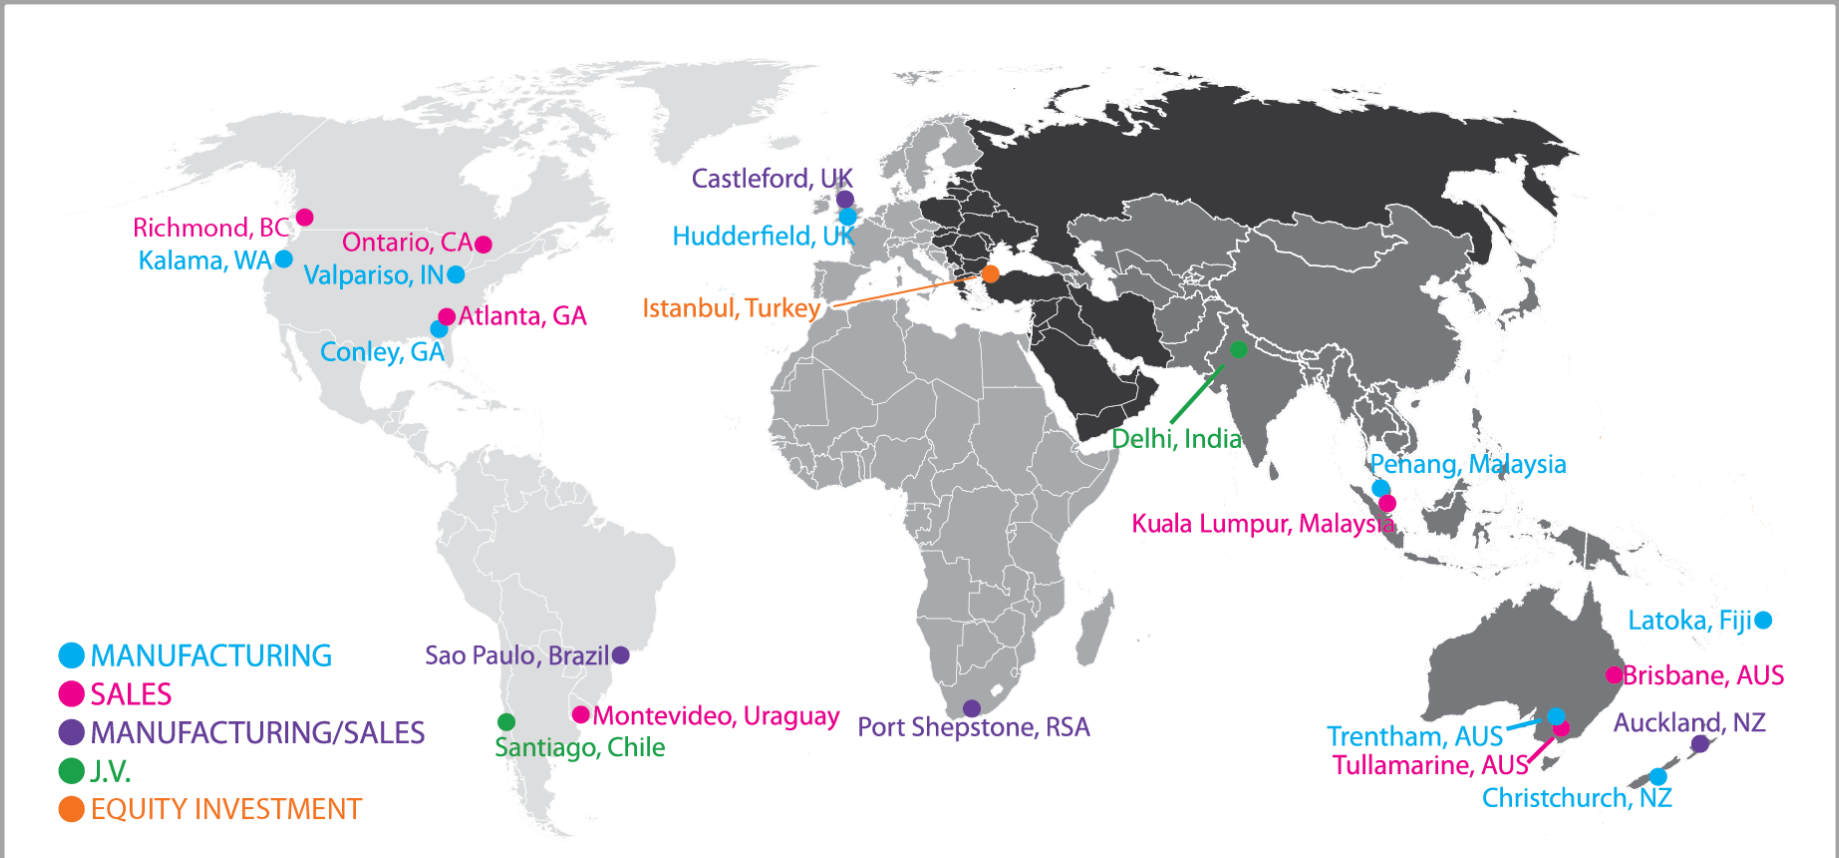 Castleford, UK
Richmond, BC
Hudderfield, UK
Ontario, CA
Kalama, WA
Valpariso, IN
Istanbul, Turkey
Atlanta, GA
Conley, GA
Delhi, India
Penang, Malaysia
Kuala Lumpur, Malaysia
Latoka, Fiji
MANUFACTURING
Sao Paulo, Brazil
Brisbane, AUS
SALES
Montevideo, Uraguay
Auckland, NZ
MANUFACTURING/SALES
Port Shepstone, RSA
Trentham, AUS
Santiago, Chile
Tullamarine, AUS
J.V.
Christchurch, NZ
EQUITY INVESTMENT